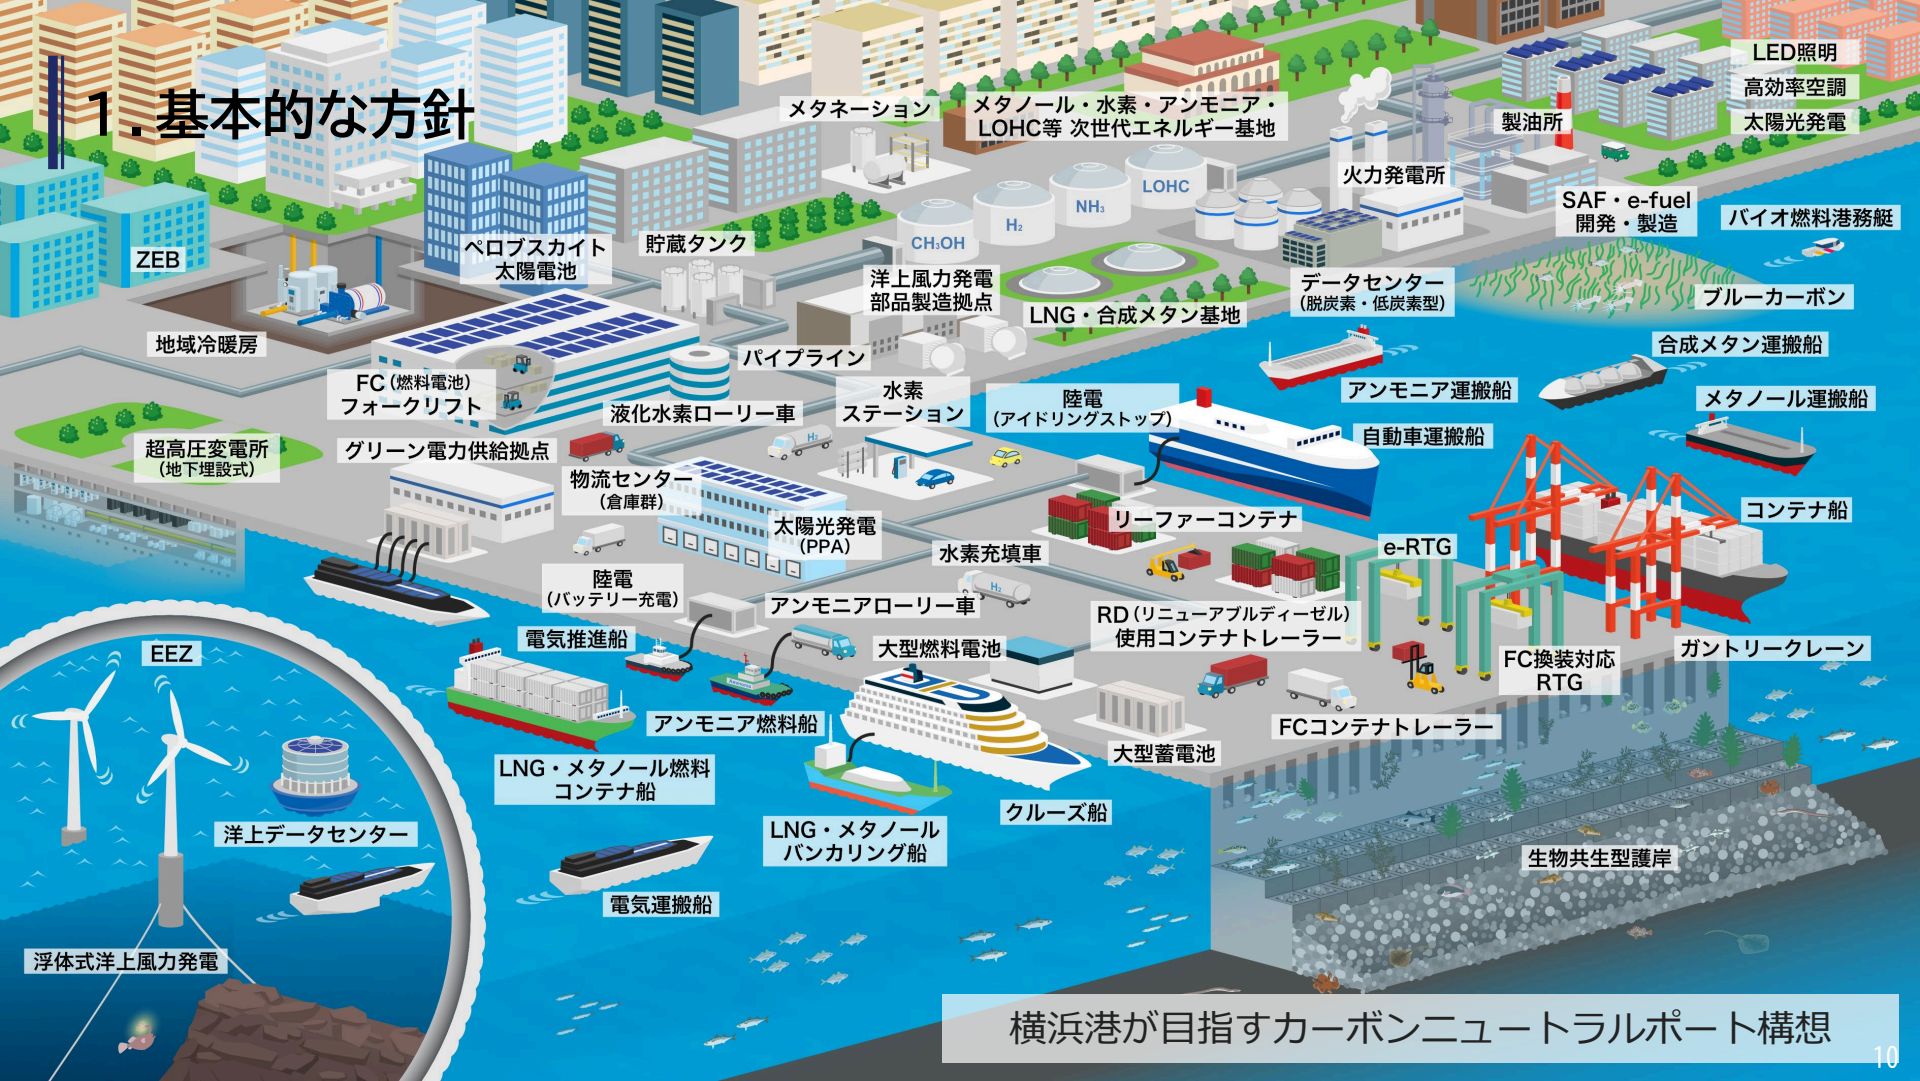 1. 基本的な方針
LED照明
高効率空調
太陽光発電
メタネーション
メタノール・水素・アンモニア・
LOHC等 次世代エネルギー基地
製油所
火力発電所
LOHC
NH₃
H₂
CH₃OH
SAF・e-fuel
開発・製造
バイオ燃料港務艇
ZEB
ペロブスカイト
太陽電池
貯蔵タンク
洋上風力発電
部品製造拠点
LNG・合成メタン基地
データセンター
(脱炭素・低炭素型)
ブルーカーボン
地域冷暖房
パイプライン
合成メタン運搬船
FC(燃料電池)
フォークリフト
液化水素ローリー車
H₂
水素
ステーション
陸電
(アイドリングストップ)
アンモニア運搬船
メタノール運搬船
自動車運搬船
超高圧変電所
(地下埋設式)
グリーン電力供給拠点
物流センター
(倉庫群)
太陽光発電
(PPA)
リーファーコンテナ
コンテナ船
水素充填車
H₂
e-RTG
陸電
(バッテリー充電)
アンモニアローリー車
RD(リニューアブルディーゼル)
使用コンテナトレーラー
電気推進船
大型燃料電池
FC換装対応
RTG
ガントリークレーン
EEZ
アンモニア燃料船
FCコンテナトレーラー
大型蓄電池
LNG・メタノール燃料
コンテナ船
クルーズ船
LNG・メタノール
バンカリング船
洋上データセンター
生物共生型護岸
電気運搬船
浮体式洋上風力発電
横浜港が目指すカーボンニュートラルポート構想
10